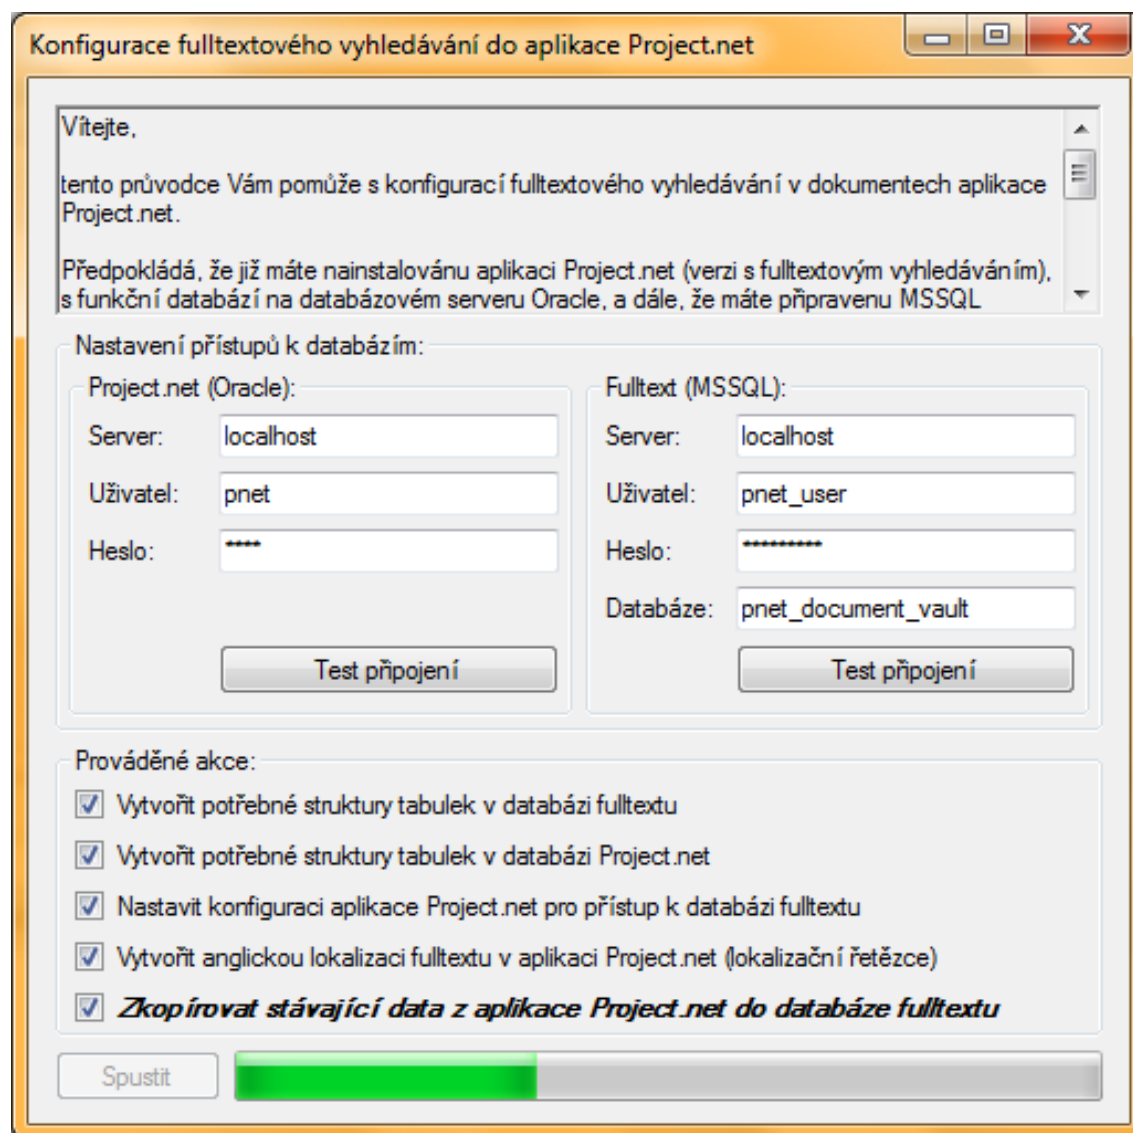 Konfigurace fulltextového vyhledávání do aplikace Project.net
Vítejte,
tento průvodce Vám pomůže s konfigurací fulltextového vyhledávání v dokumentech aplikace
Project.net.
Předpokládá, že již máte nainstalovánu aplikaci Project.net (verzi s fulltextovým vyhledáváním),
s funkční databází na databázovém serveru Oracle, a dále, že máte připravenu MSSQL
Nastavení přístupů k databázím:
Project.net (Oracle):
Server: localhost
Uživatel: pnet
Heslo: ****
Test připojení
Fulltext (MSSQL):
Server: localhost
Uživatel: pnet_user
Heslo: *********
Databáze: pnet_document_vault
Test připojení
Prováděné akce:
Vytvořit potřebné struktury tabulek v databázi fulltextu
Vytvořit potřebné struktury tabulek v databázi Project.net
Nastavit konfiguraci aplikace Project.net pro přístup k databázi fulltextu
Vytvořit anglickou lokalizaci fulltextu v aplikaci Project.net (lokalizační řetězce)
Zkopírovat stávající data z aplikace Project.net do databáze fulltextu
Spustit